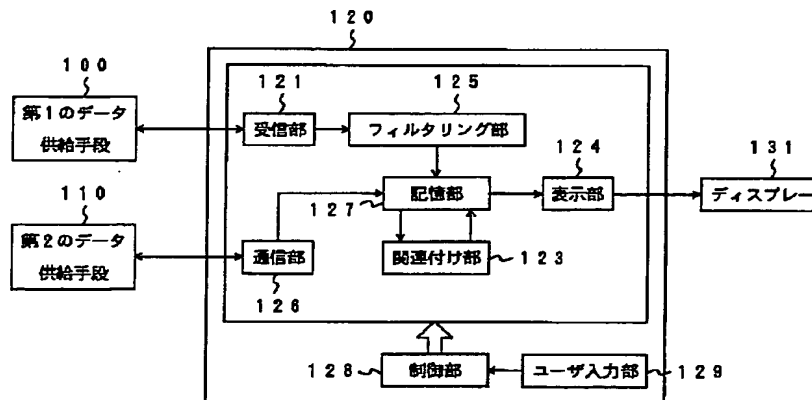 120
100
121
125
第1のデータ
供給手段
受信部
フィルタリング部
124
131
110
127
記憶部
表示部
ディスプレー
第2のデータ
供給手段
通信部
関連付け部
123
126
128
制御部
ユーザ入力部
129